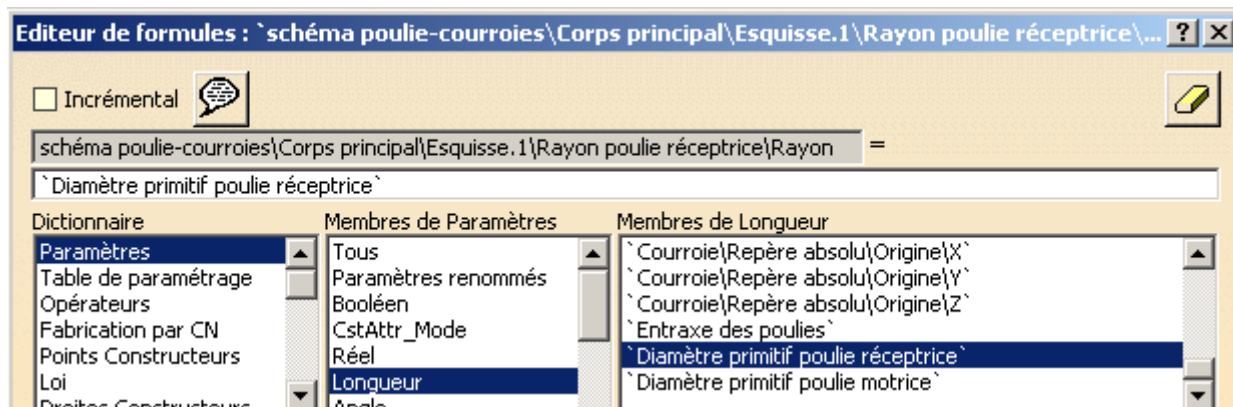 Editeur de formules : `schéma poulie-courroies\Corps principal\Esquisse.1\Rayon poulie réceptrice\...
Incrémental
schéma poulie-courroies\Corps principal\Esquisse.1\Rayon poulie réceptrice\Rayon =
`Diamètre primitif poulie réceptrice`
Dictionnaire Membres de Paramètres Membres de Longueur
Paramètres Tous `Courroie\Repère absolu\Origine\X`
Table de paramétrage Paramètres renommés `Courroie\Repère absolu\Origine\Y`
Opérateurs Booléen `Courroie\Repère absolu\Origine\Z`
Fabrication par CN CstAttr_Mode `Entraxe des poulies`
Points Constructeurs Réel `Diamètre primitif poulie réceptrice`
Loi Longueur `Diamètre primitif poulie motrice`
Droites Constructeurs Angle